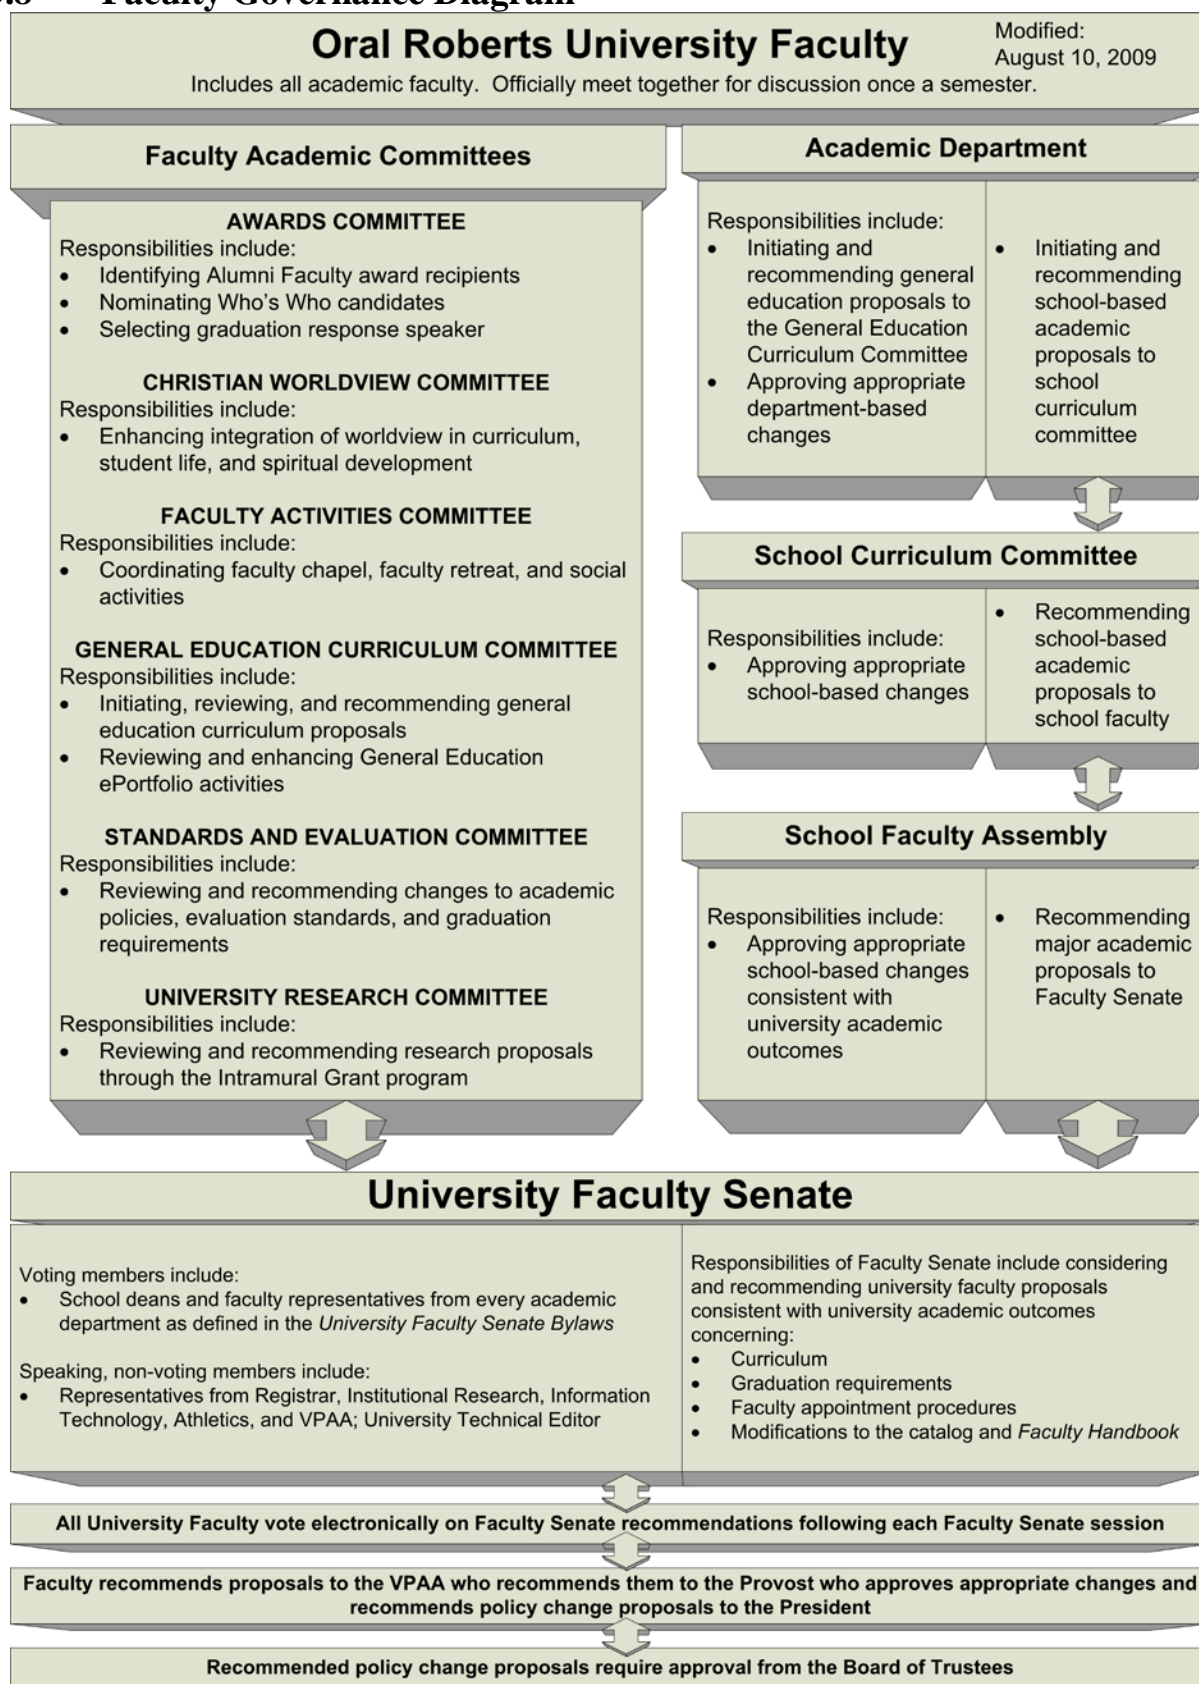 Faculty Governance Diagram
Oral Roberts University Faculty
Modified:
August 10, 2009
Includes all academic faculty.  Officially meet together for discussion once a semester.
Faculty Academic Committees
AWARDS COMMITTEE
Responsibilities include:
• Identifying Alumni Faculty award recipients
• Nominating Who's Who candidates
• Selecting graduation response speaker
CHRISTIAN WORLDVIEW COMMITTEE
Responsibilities include:
• Enhancing integration of worldview in curriculum,
student life, and spiritual development
FACULTY ACTIVITIES COMMITTEE
Responsibilities include:
• Coordinating faculty chapel, faculty retreat, and social
activities
GENERAL EDUCATION CURRICULUM COMMITTEE
Responsibilities include:
• Initiating, reviewing, and recommending general
education curriculum proposals
• Reviewing and enhancing General Education
ePortfolio activities
STANDARDS AND EVALUATION COMMITTEE
Responsibilities include:
• Reviewing and recommending changes to academic
policies, evaluation standards, and graduation
requirements
UNIVERSITY RESEARCH COMMITTEE
Responsibilities include:
• Reviewing and recommending research proposals
through the Intramural Grant program
Academic Department
Responsibilities include:
• Initiating and
recommending general
education proposals to
the General Education
Curriculum Committee
• Approving appropriate
department-based
changes
• Initiating and
recommending
school-based
academic
proposals to
school
curriculum
committee
School Curriculum Committee
Responsibilities include:
• Approving appropriate
school-based changes
• Recommending
school-based
academic
proposals to
school faculty
School Faculty Assembly
Responsibilities include:
• Approving appropriate
school-based changes
consistent with
university academic
outcomes
• Recommending
major academic
proposals to
Faculty Senate
University Faculty Senate
Voting members include:
• School deans and faculty representatives from every academic
department as defined in the University Faculty Senate Bylaws
Speaking, non-voting members include:
• Representatives from Registrar, Institutional Research, Information
Technology, Athletics, and VPAA; University Technical Editor
Responsibilities of Faculty Senate include considering
and recommending university faculty proposals
consistent with university academic outcomes
concerning:
• Curriculum
• Graduation requirements
• Faculty appointment procedures
• Modifications to the catalog and Faculty Handbook
All University Faculty vote electronically on Faculty Senate recommendations following each Faculty Senate session
Faculty recommends proposals to the VPAA who recommends them to the Provost who approves appropriate changes and
recommends policy change proposals to the President
Recommended policy change proposals require approval from the Board of Trustees